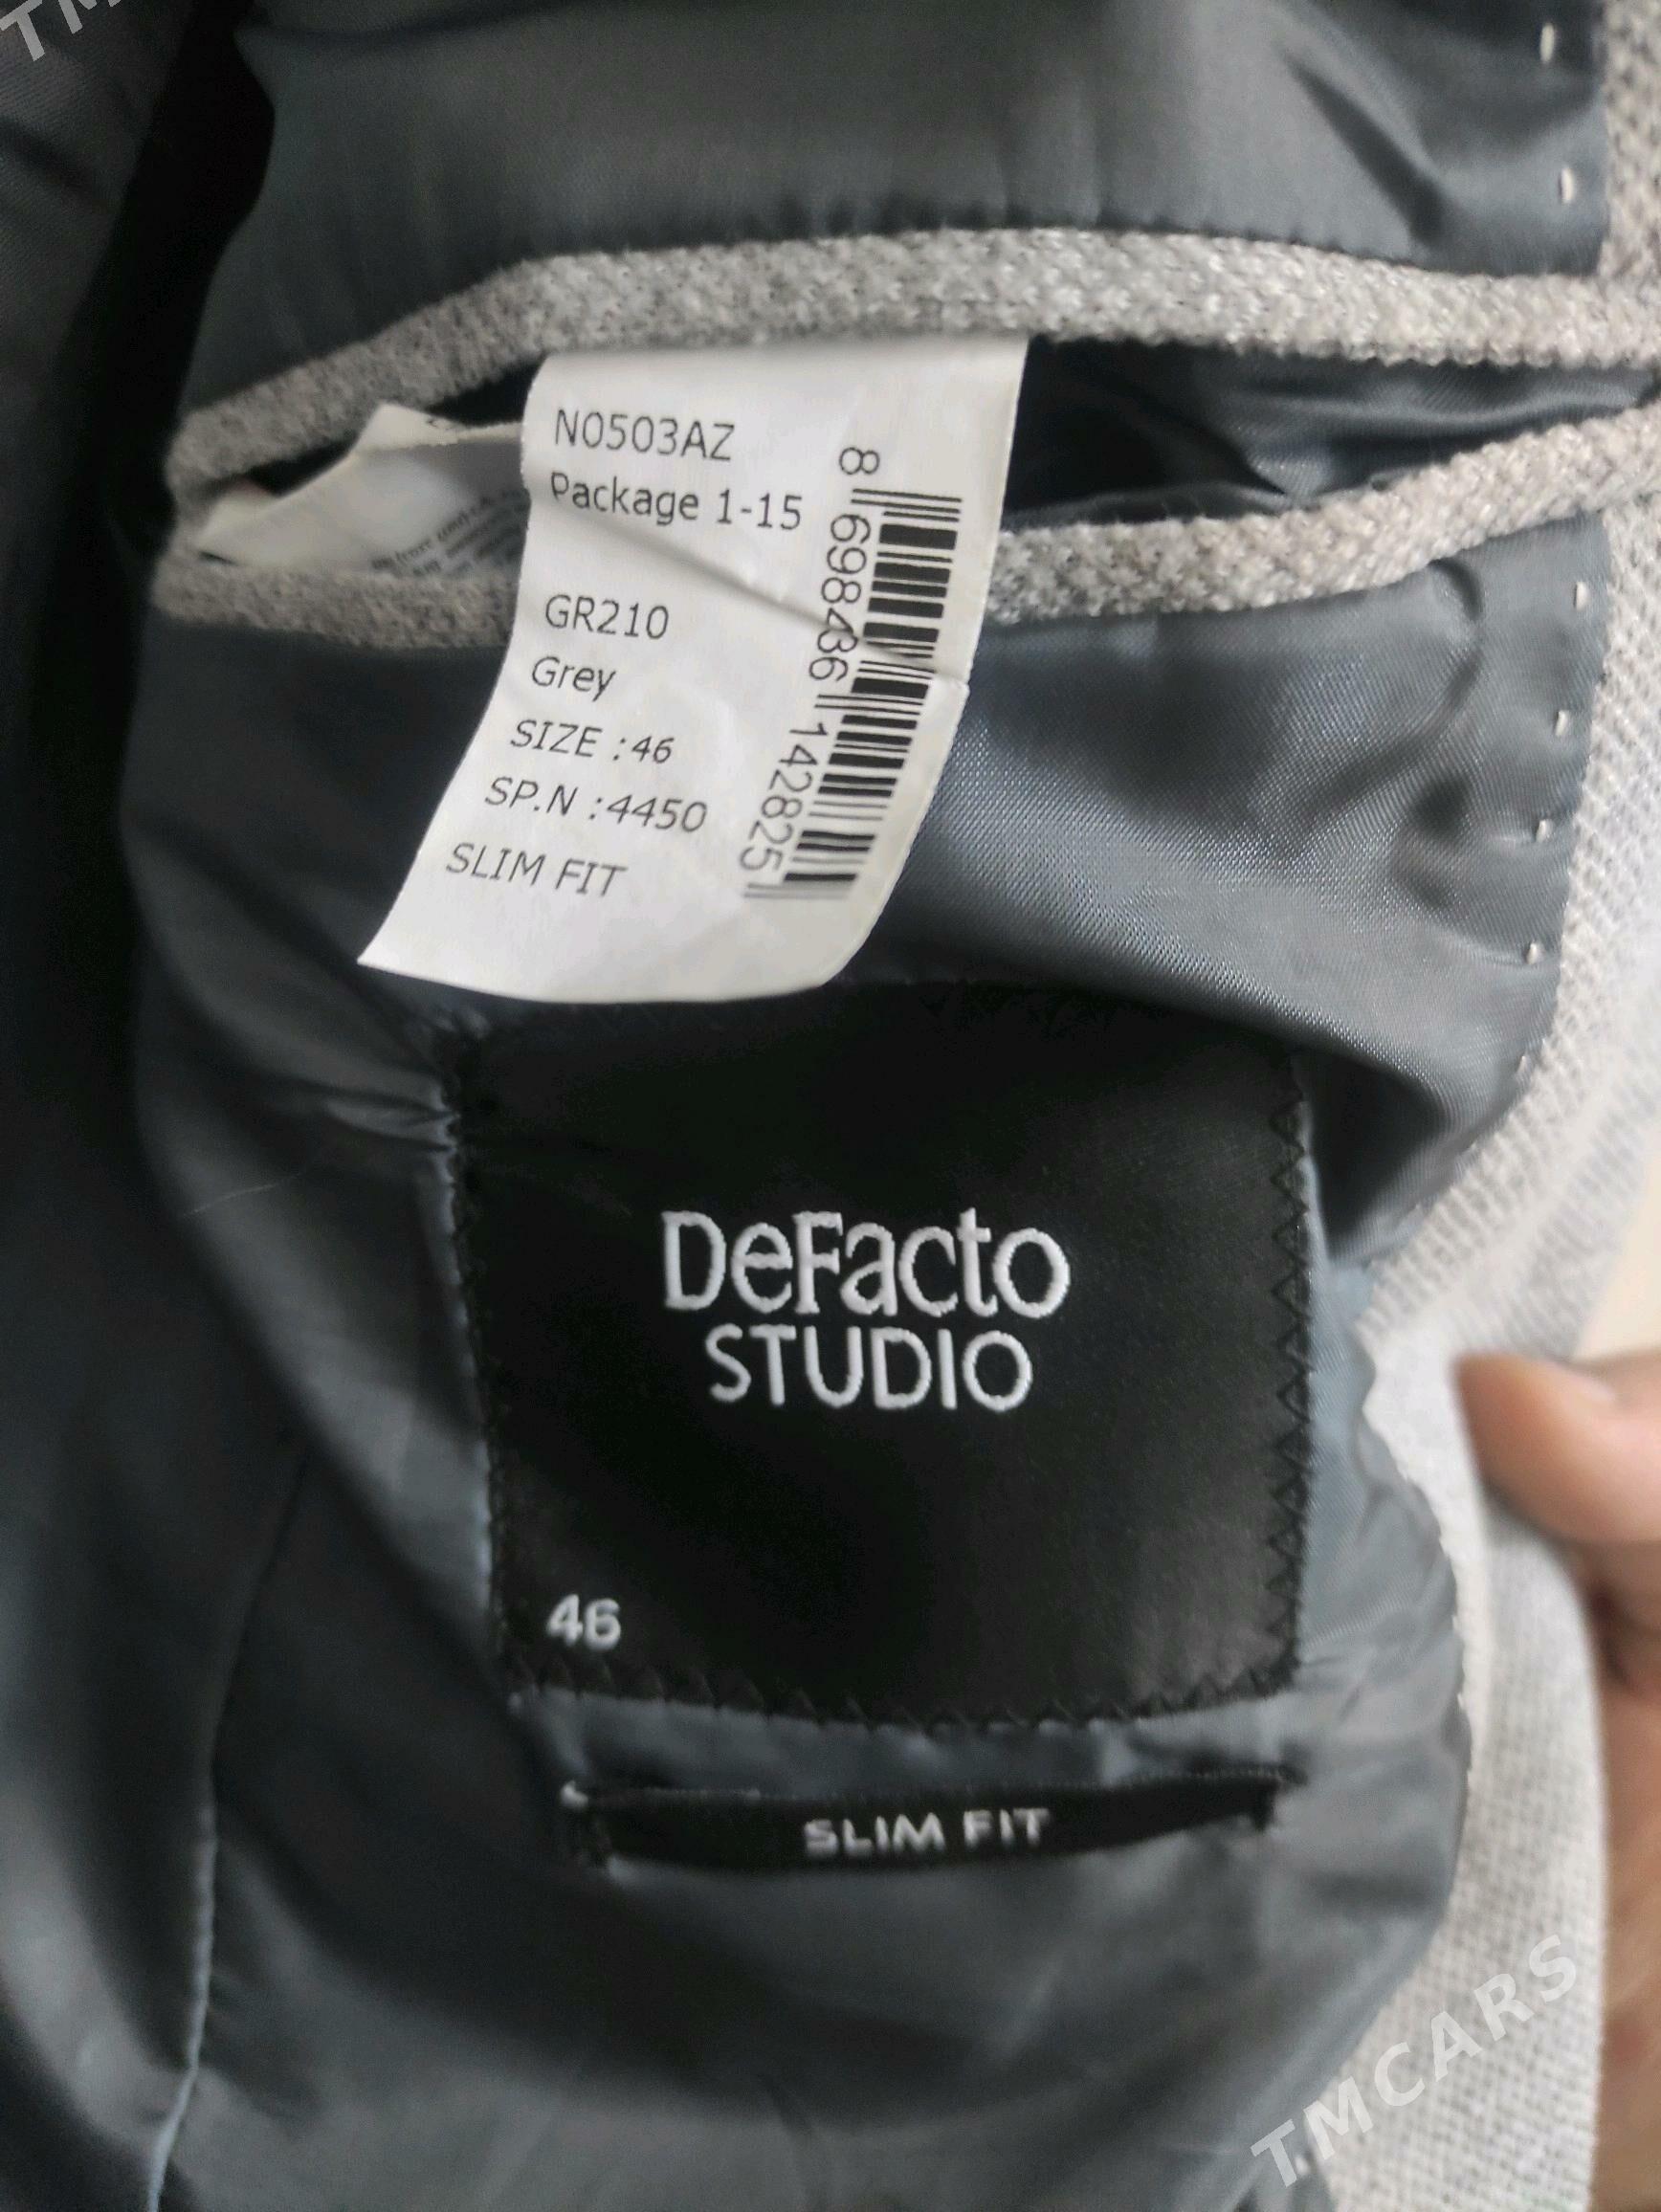 N0503AZ
Package 1-15
GR210
Grey
SIZE :46
SP.N :4450
SLIM FIT
8 698436 142825
DeFacto
STUDIO
46
SLIM FIT
TMCARS